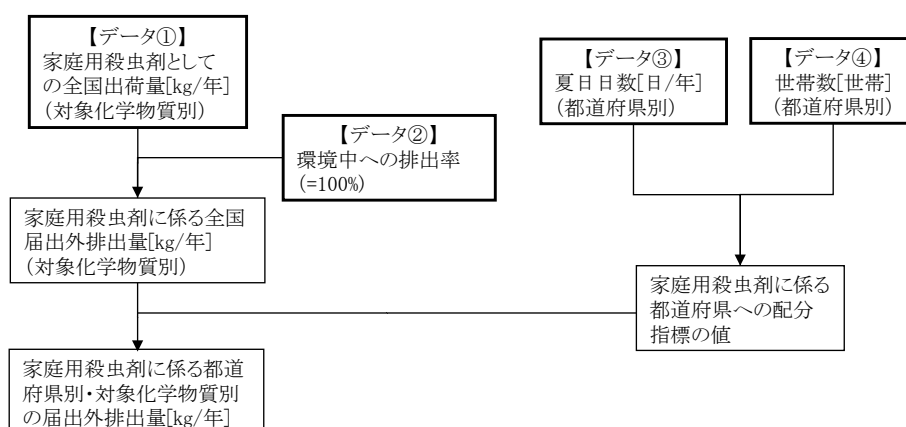 【データ①】
家庭用殺虫剤として
の全国出荷量[kg/年]
(対象化学物質別)
【データ②】
環境中への排出率
(=100%)
【データ③】
夏日日数[日/年]
(都道府県別)
【データ④】
世帯数[世帯]
(都道府県別)
家庭用殺虫剤に係る全国
届出外排出量[kg/年]
(対象化学物質別)
家庭用殺虫剤に係る
都道府県への配分
指標の値
家庭用殺虫剤に係る都道
府県別・対象化学物質別
の届出外排出量[kg/年]